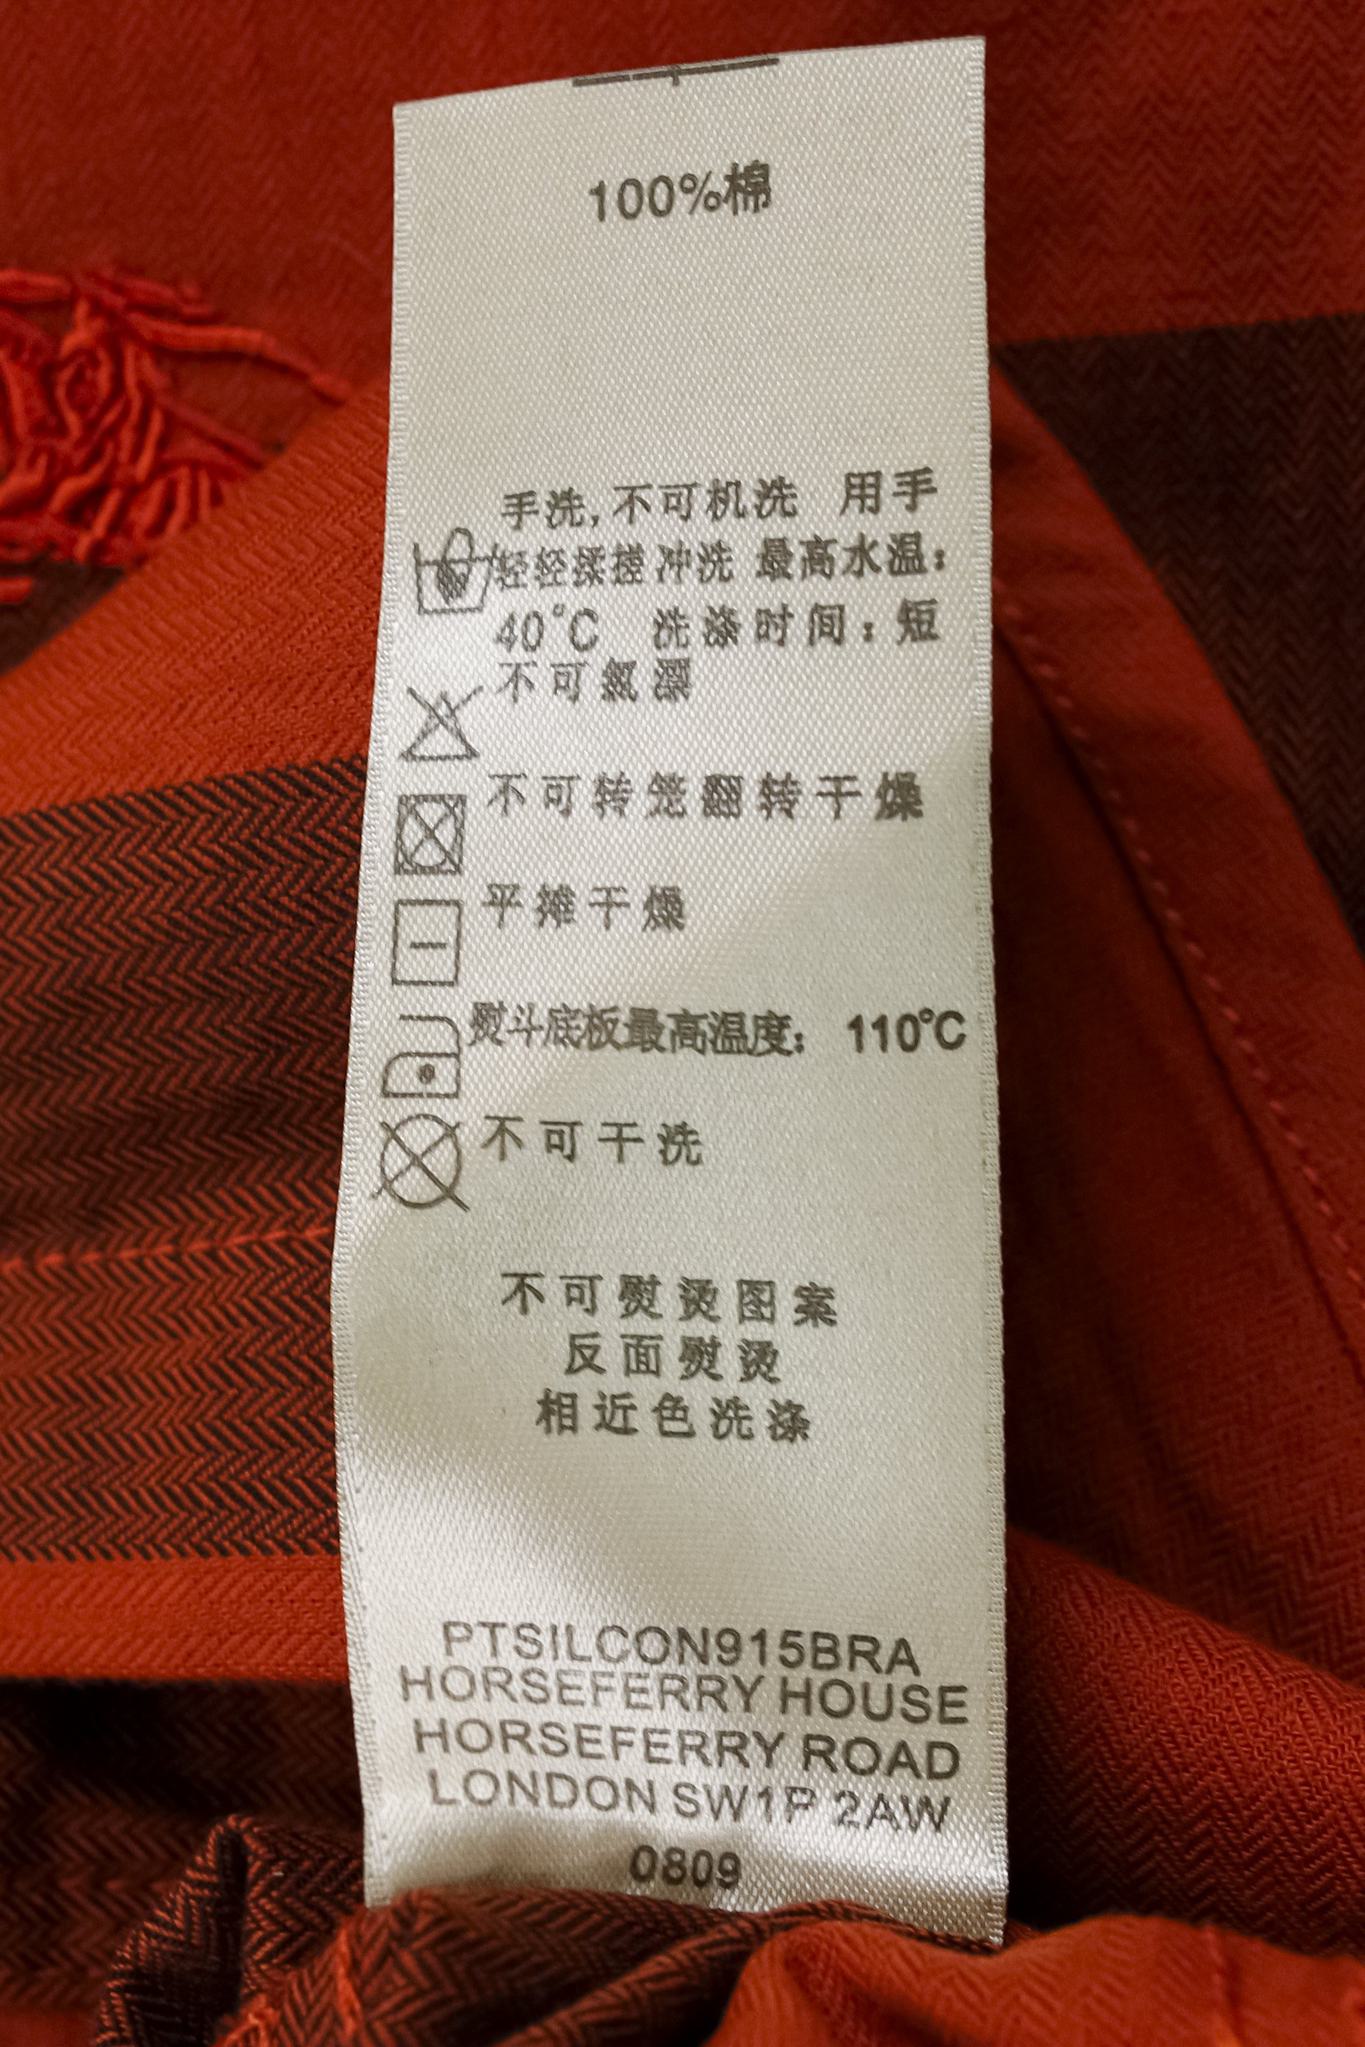 100%棉
手洗,不可机洗 用手
轻轻揉搓冲洗 最高水温:
40°C 洗涤时间:短
不可氯漂
不可转笼翻转干燥
平摊干燥
熨斗底板最高温度: 110°C
不可干洗
不可熨烫图案
反面熨烫
相近色洗涤
PTSILCON915BRA
HORSEFERRY HOUSE
HORSEFERRY ROAD
LONDON SW1P 2AW
0809